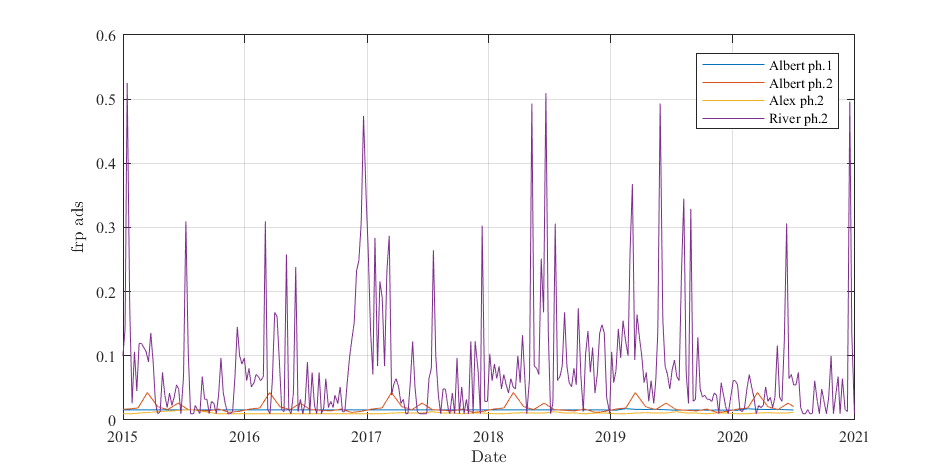 0.6
0.5
0.4
0.3
0.2
0.1
0
frp ads
Albert ph.1
Albert ph.2
Alex ph.2
River ph.2
2015 2016 2017 2018 2019 2020 2021
Date